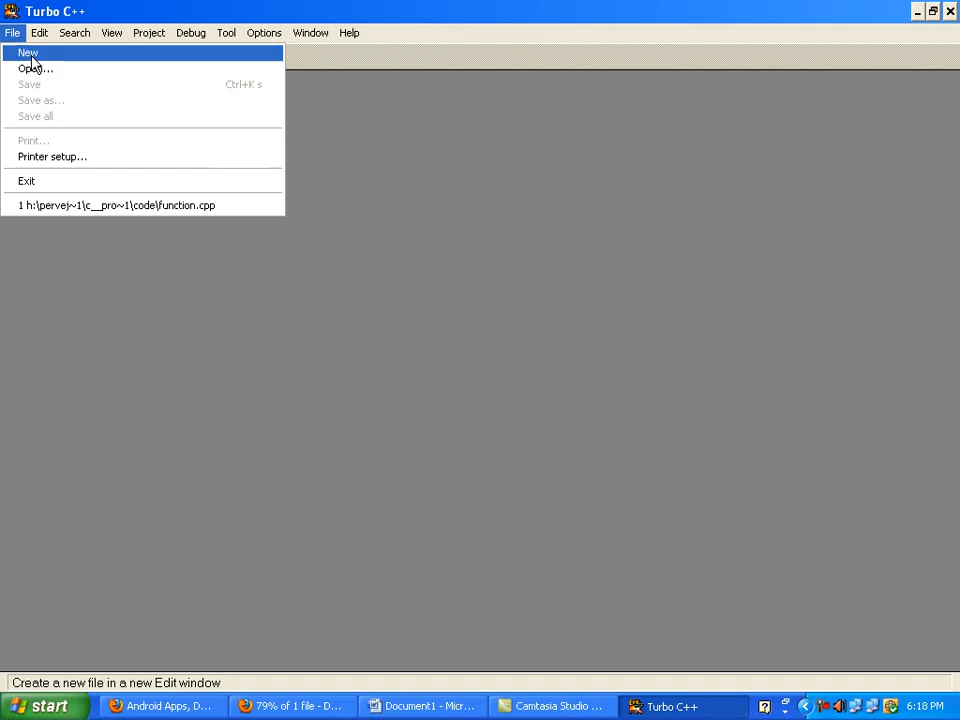 Turbo C++
File Edit Search View Project Debug Tool Options Window Help
New
Open...
Save Ctrl+K s
Save as...
Save all
Print...
Printer setup...
Exit
1 h:\pervej~1\c__pro~1\code\function.cpp
Create a new file in a new Edit window
start Android Apps, D... 79% of 1 file - D... Document1 - Micr... Camtasia Studio ... Turbo C++ 6:18 PM